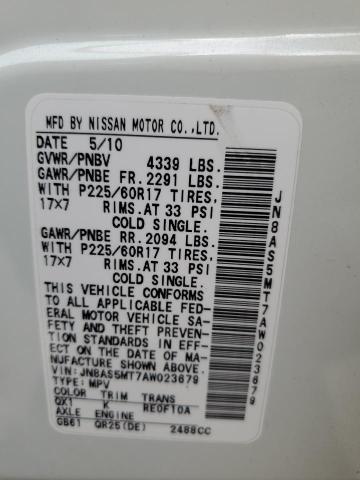 MFD BY NISSAN MOTOR CO.,LTD.
DATE 5/10
GVWR/PNBV 4339 LBS.
GAWR/PNBE FR. 2291 LBS.
WITH P225/60R17 TIRES,
17×7 RIMS.AT 33 PSI
COLD SINGLE.
GAWR/PNBE RR. 2094 LBS.
WITH P225/60R17 TIRES,
17×7 RIMS.AT 33 PSI
COLD SINGLE.
THIS VEHICLE CONFORMS
TO ALL APPLICABLE FED-
ERAL MOTOR VEHICLE SA-
FETY AND THEFT PREVEN-
TION STANDARDS IN EFF-
ECT ON THE DATE OF MA-
NUFACTURE SHOWN ABOVE.
VIN:JN8AS5MT7AW023679
TYPE: MPV
COLOR TRIM TRANS
QX1 K RE0F10A
AXLE ENGINE
GB61 QR25(DE) 2488CC
JN8AS5MT7AW023679